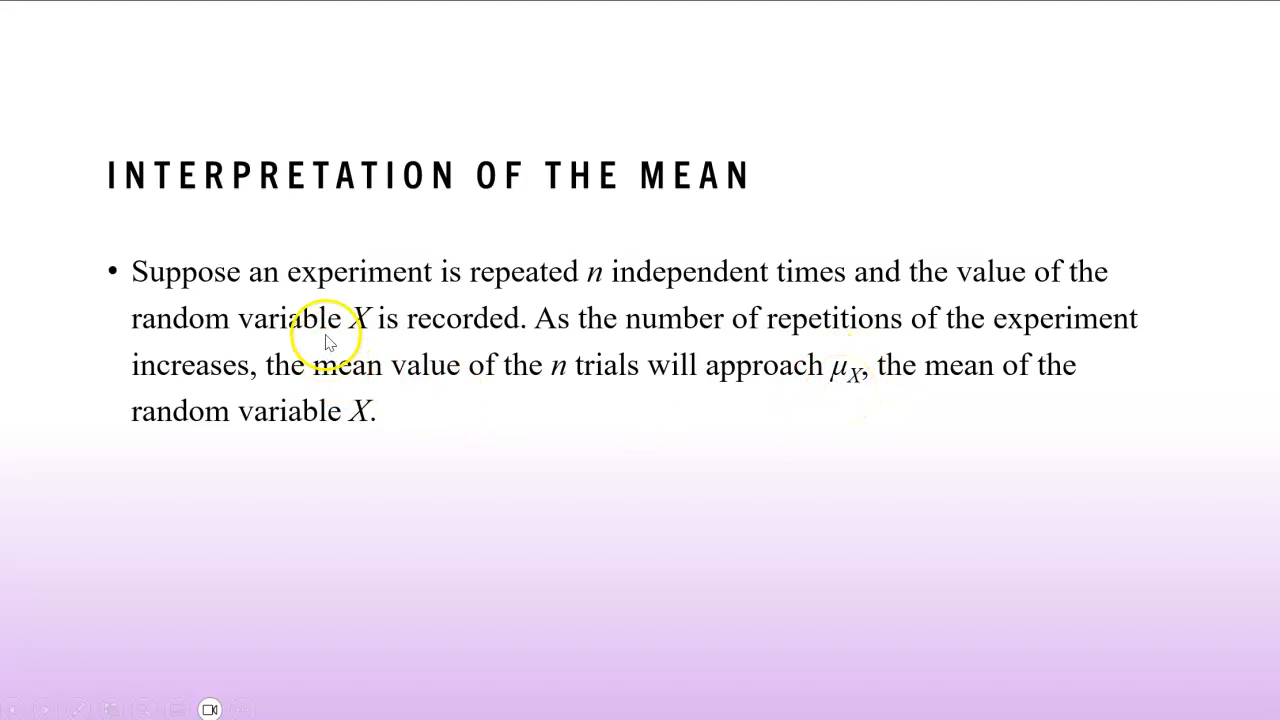 INTERPRETATION OF THE MEAN
• Suppose an experiment is repeated n independent times and the value of the
random variable X is recorded. As the number of repetitions of the experiment
increases, the mean value of the n trials will approach μX, the mean of the
random variable X.